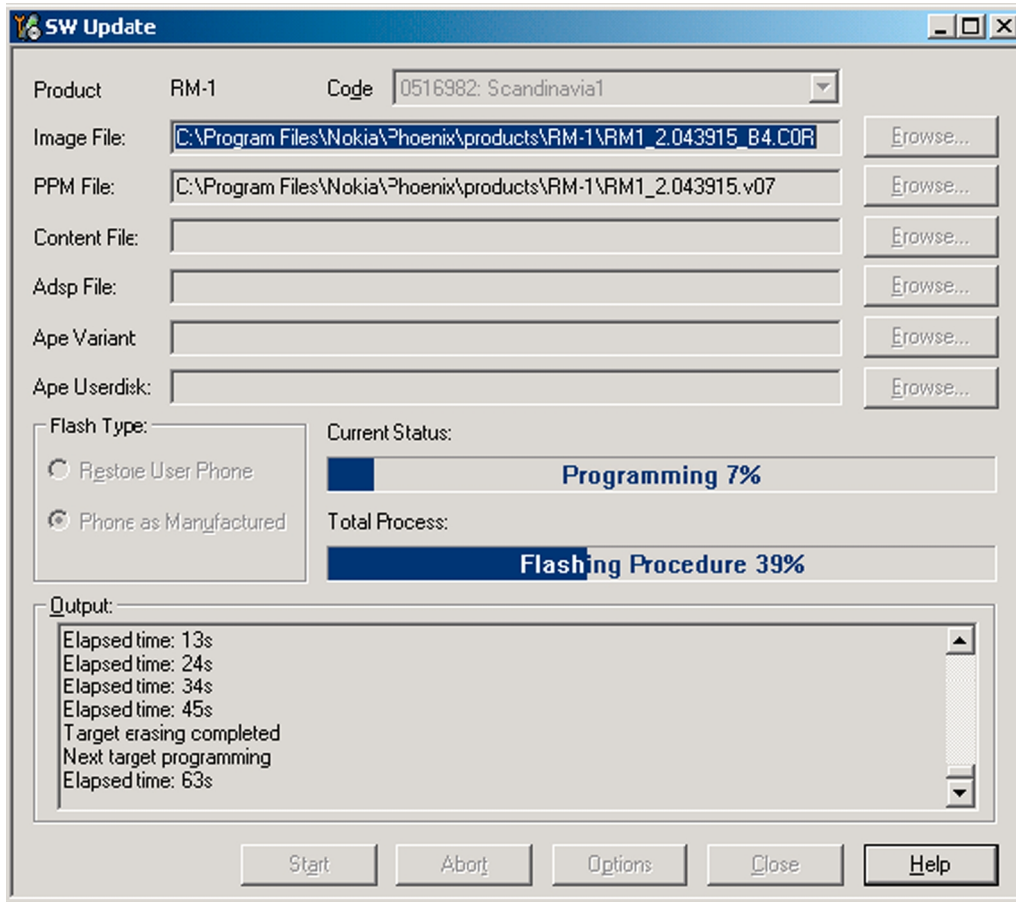 SW Update
Product RM-1 Code 0516982: Scandinavia1
Image File: C:\Program Files\Nokia\Phoenix\products\RM-1\RM1_2.043915_B4.C0R Browse...
PPM File: C:\Program Files\Nokia\Phoenix\products\RM-1\RM1_2.043915.v07 Browse...
Content File: Browse...
Adsp File: Browse...
Ape Variant Browse...
Ape Userdisk: Browse...
Flash Type:
Restore User Phone
Phone as Manufactured
Current Status:
Programming 7%
Total Process:
Flashing Procedure 39%
Output:
Elapsed time: 13s
Elapsed time: 24s
Elapsed time: 34s
Elapsed time: 45s
Target erasing completed
Next target programming
Elapsed time: 63s
Start Abort Options Close Help